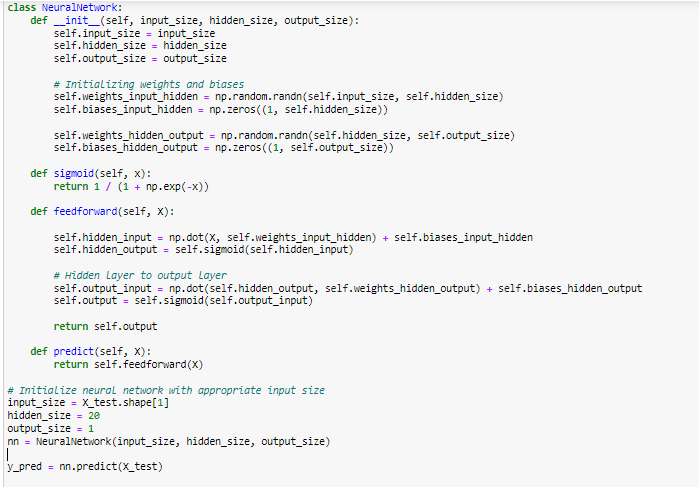 class NeuralNetwork:
    def __init__(self, input_size, hidden_size, output_size):
        self.input_size = input_size
        self.hidden_size = hidden_size
        self.output_size = output_size
        # Initializing weights and biases
        self.weights_input_hidden = np.random.randn(self.input_size, self.hidden_size)
        self.biases_input_hidden = np.zeros((1, self.hidden_size))
        self.weights_hidden_output = np.random.randn(self.hidden_size, self.output_size)
        self.biases_hidden_output = np.zeros((1, self.output_size))
    def sigmoid(self, x):
        return 1 / (1 + np.exp(-x))
    def feedforward(self, X):
        self.hidden_input = np.dot(X, self.weights_input_hidden) + self.biases_input_hidden
        self.hidden_output = self.sigmoid(self.hidden_input)
        # Hidden layer to output layer
        self.output_input = np.dot(self.hidden_output, self.weights_hidden_output) + self.biases_hidden_output
        self.output = self.sigmoid(self.output_input)
        return self.output
    def predict(self, X):
        return self.feedforward(X)
# Initialize neural network with appropriate input size
input_size = X_test.shape[1]
hidden_size = 20
output_size = 1
nn = NeuralNetwork(input_size, hidden_size, output_size)
y_pred = nn.predict(X_test)